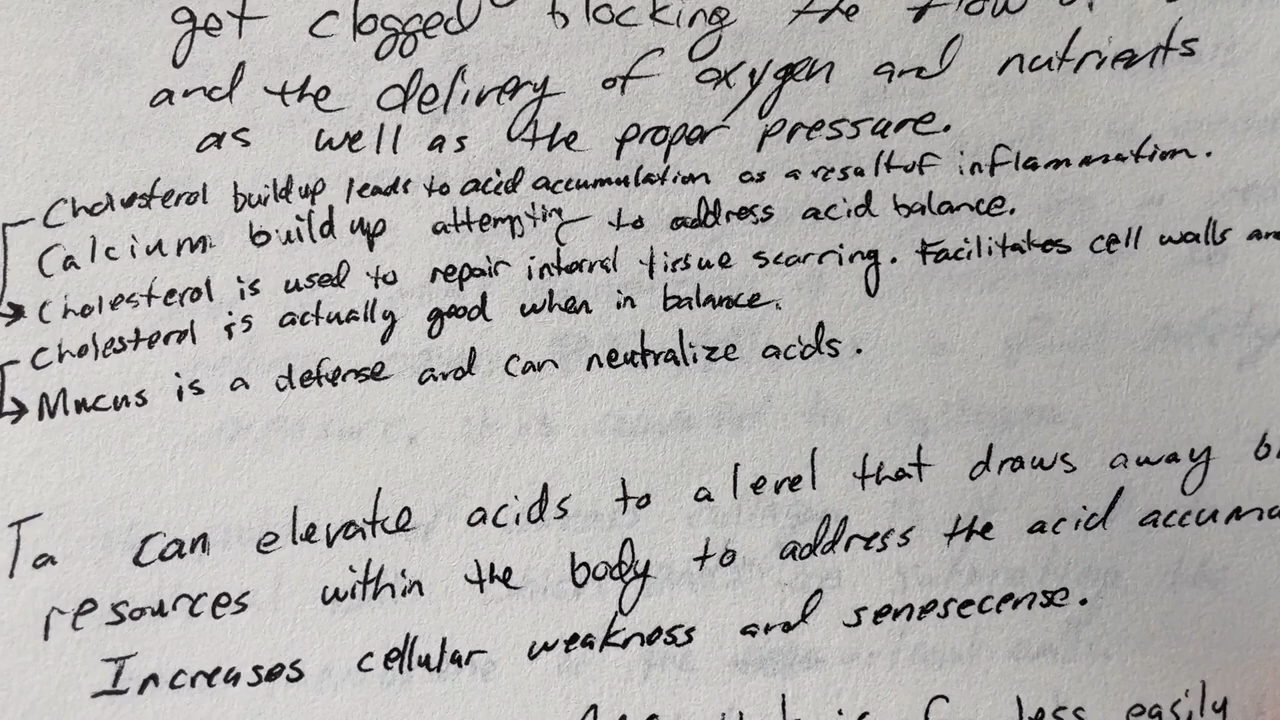 get clogged blocking the flow
and the delivery of oxygen and nutrients
as well as the proper pressure.
Cholesterol buildup leads to acid accumulation as a result of inflammation.
Calcium build up attempting to address acid balance.
Cholesterol is used to repair internal tissue scarring. Facilitates cell walls and
Cholesterol is actually good when in balance.
Mucus is a defense and can neutralize acids.
Ta can elevate acids to a level that draws away
resources within the body to address the acid accumu
Increases cellular weakness and senesecense.
is less easily